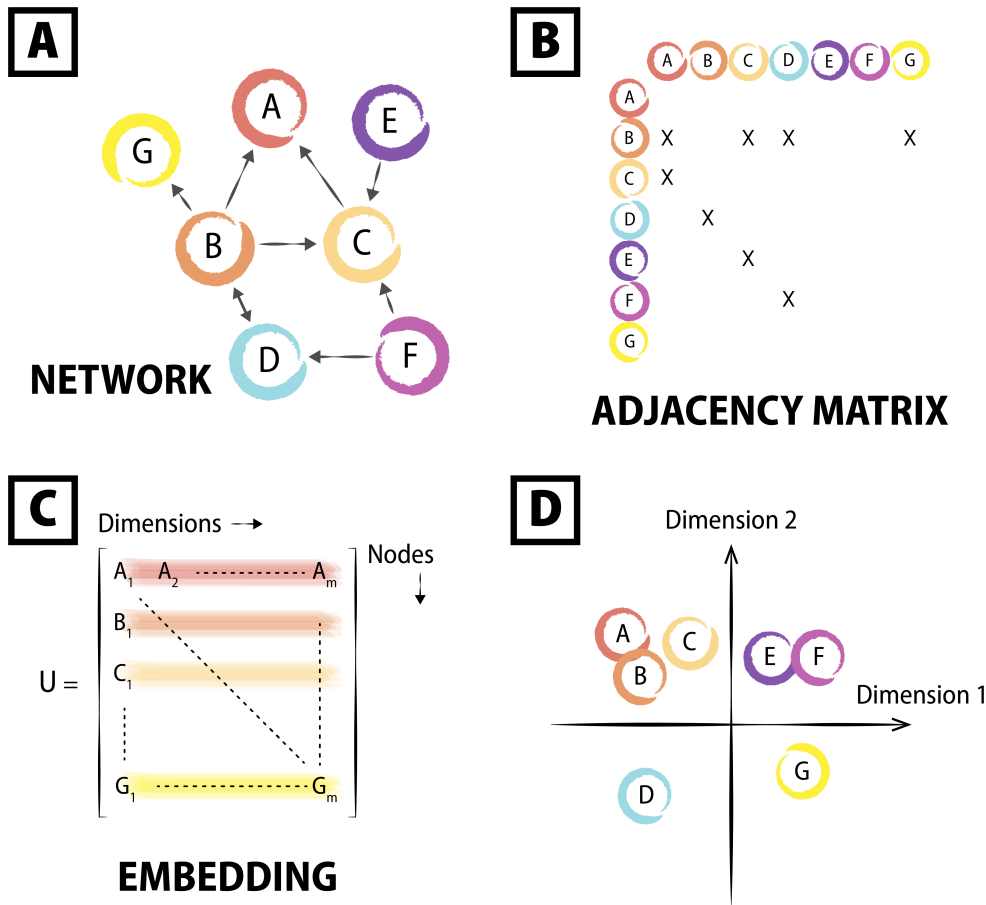 A
A
E
G
B
C
D
F
NETWORK
B
A B C D E F G
A
B X X X X
C X
D X
E X
F X
G
ADJACENCY MATRIX
C
Dimensions
Nodes
A1 A2 Am
B1
C1
U =
G1 Gm
EMBEDDING
D
Dimension 2
A
C
B
E
F
Dimension 1
G
D